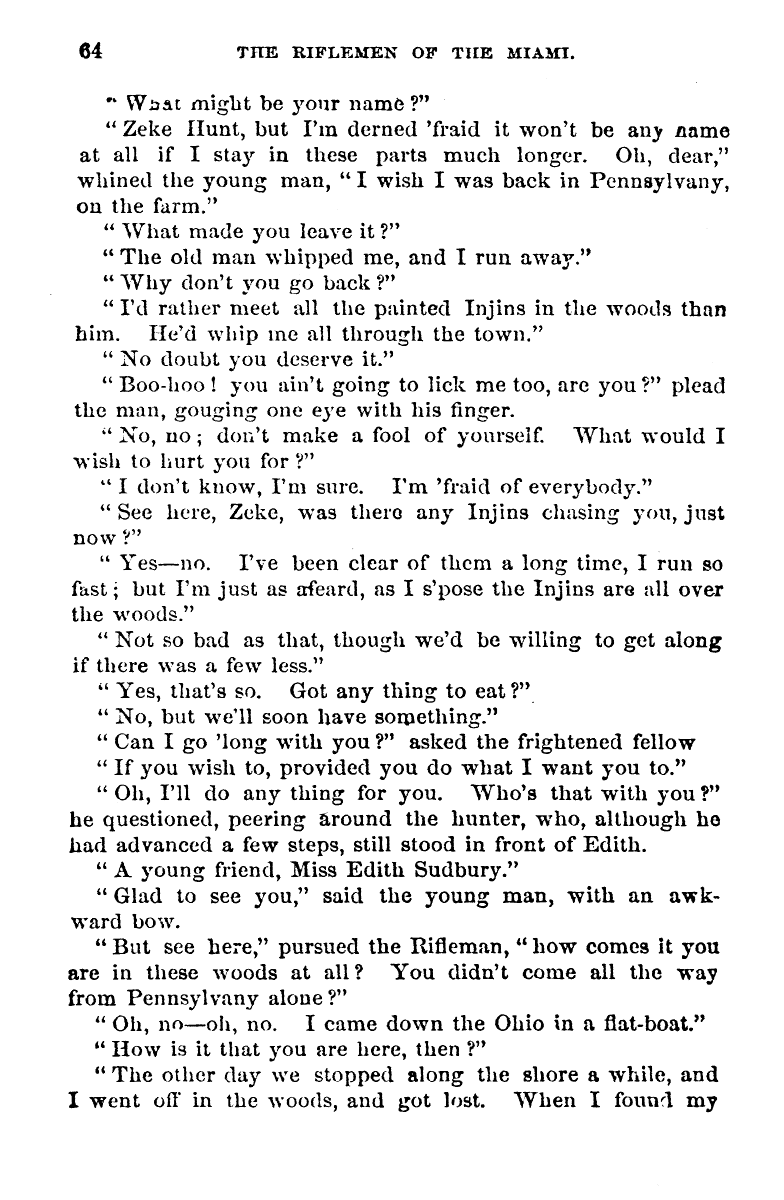 64 THE RIFLEMEN OF THE MIAMI.
" What might be your name?"
"Zeke Hunt, but I'm derned 'fraid it won't be any name
at all if I stay in these parts much longer. Oh, dear,"
whined the young man, "I wish I was back in Pennsylvany,
on the farm."
"What made you leave it?"
"The old man whipped me, and I run away."
"Why don't you go back?"
"I'd rather meet all the painted Injins in the woods than
him. He'd whip me all through the town."
"No doubt you deserve it."
"Boo-hoo! you ain't going to lick me too, are you?" plead
the man, gouging one eye with his finger.
"No, no; don't make a fool of yourself. What would I
wish to hurt you for?"
"I don't know, I'm sure. I'm 'fraid of everybody."
"See here, Zeke, was there any Injins chasing you, just
now?"
"Yes—no. I've been clear of them a long time, I run so
fast; but I'm just as afeard, as I s'pose the Injins are all over
the woods."
"Not so bad as that, though we'd be willing to get along
if there was a few less."
"Yes, that's so. Got any thing to eat?"
"No, but we'll soon have something."
"Can I go 'long with you?" asked the frightened fellow
"If you wish to, provided you do what I want you to."
"Oh, I'll do any thing for you. Who's that with you?"
he questioned, peering around the hunter, who, although he
had advanced a few steps, still stood in front of Edith.
"A young friend, Miss Edith Sudbury."
"Glad to see you," said the young man, with an awk-
ward bow.
"But see here," pursued the Rifleman, "how comes it you
are in these woods at all? You didn't come all the way
from Pennsylvany alone?"
"Oh, no—oh, no. I came down the Ohio in a flat-boat."
"How is it that you are here, then?"
"The other day we stopped along the shore a while, and
I went off in the woods, and got lost. When I found my